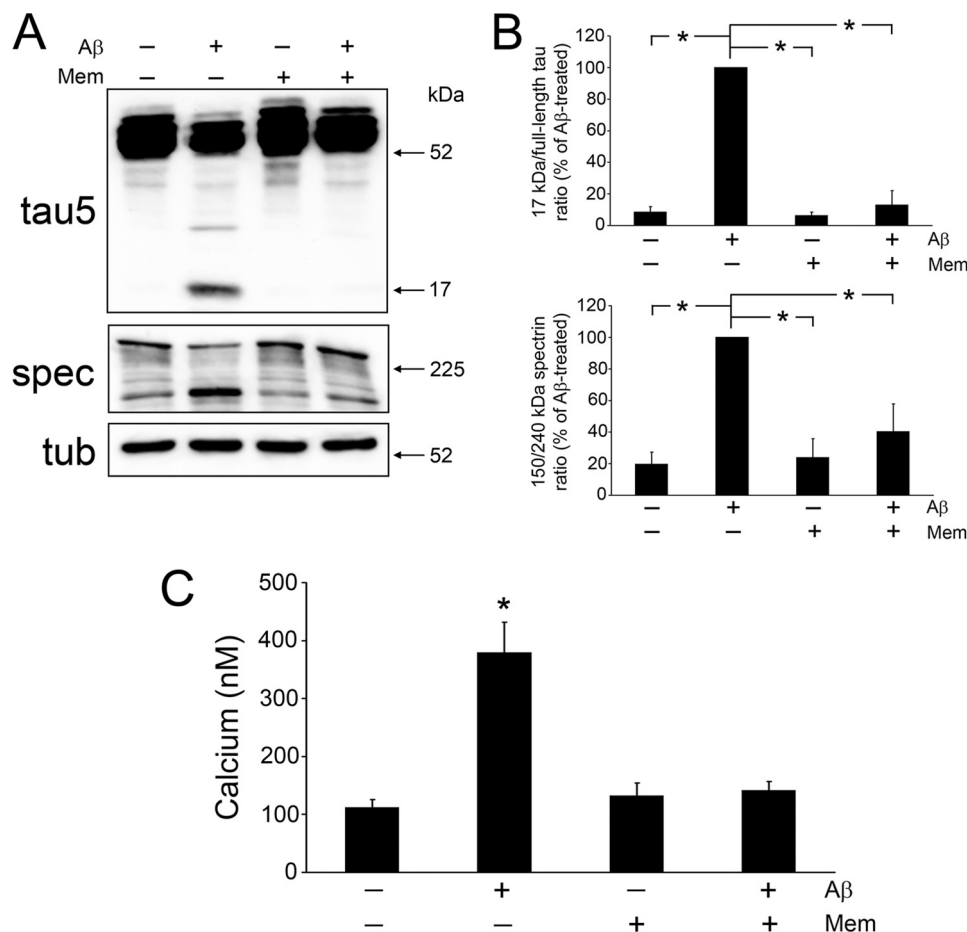 A
Aβ – + – +
Mem – – + +
kDa
tau5
52
17
spec
225
tub
52
B
17 kDa/full-length tau
ratio (% of Aβ-treated)
120
100
80
60
40
20
0
* * *
– + – + Aβ
– – + + Mem
150/240 kDa spectrin
ratio (% of Aβ-treated)
120
100
80
60
40
20
0
* * *
– + – + Aβ
– – + + Mem
C
Calcium (nM)
500
400
300
200
100
0
*
– + – + Aβ
– – + + Mem